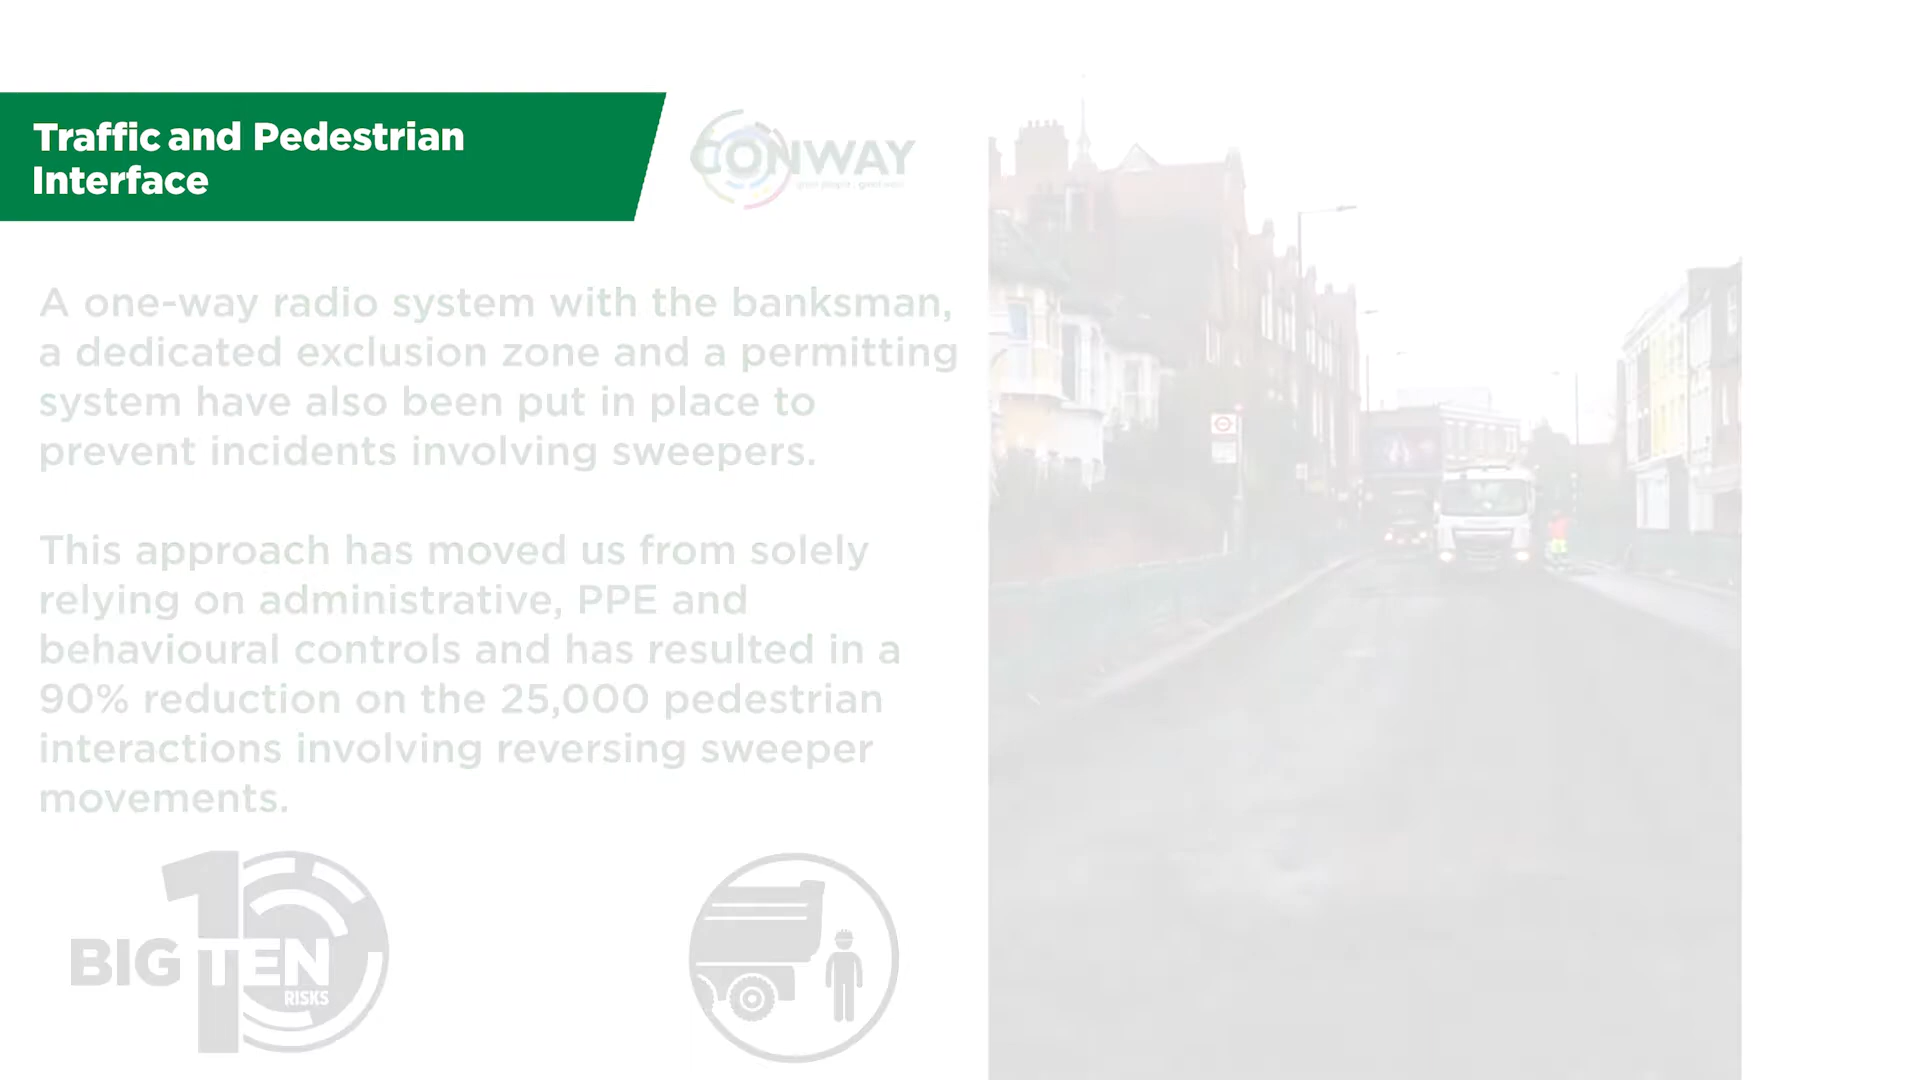 Traffic and Pedestrian
Interface
CONWAY
A one-way radio system with the banksman,
a dedicated exclusion zone and a permitting
system have also been put in place to
prevent incidents involving sweepers.
This approach has moved us from solely
relying on administrative, PPE and
behavioural controls and has resulted in a
90% reduction on the 25,000 pedestrian
interactions involving reversing sweeper
movements.
10
BIG TEN
RISKS